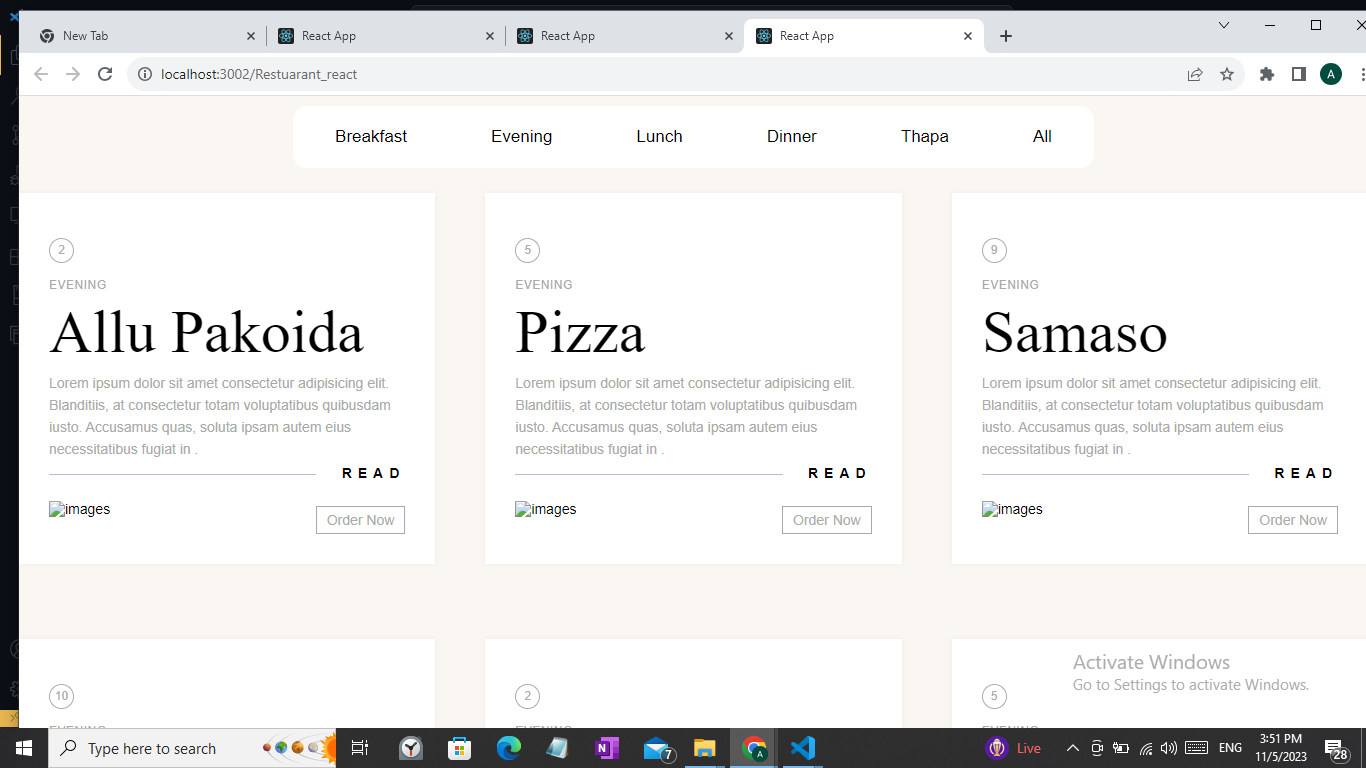 New Tab
React App
React App
React App
localhost:3002/Restuarant_react
A
Breakfast Evening Lunch Dinner Thapa All
2
EVENING
Allu Pakoida
Lorem ipsum dolor sit amet consectetur adipisicing elit.
Blanditiis, at consectetur totam voluptatibus quibusdam
iusto. Accusamus quas, soluta ipsam autem eius
necessitatibus fugiat in .
READ
images
Order Now
5
EVENING
Pizza
Lorem ipsum dolor sit amet consectetur adipisicing elit.
Blanditiis, at consectetur totam voluptatibus quibusdam
iusto. Accusamus quas, soluta ipsam autem eius
necessitatibus fugiat in .
READ
images
Order Now
9
EVENING
Samaso
Lorem ipsum dolor sit amet consectetur adipisicing elit.
Blanditiis, at consectetur totam voluptatibus quibusdam
iusto. Accusamus quas, soluta ipsam autem eius
necessitatibus fugiat in .
READ
images
Order Now
10
EVENING
2
EVENING
5
EVENING
Activate Windows
Go to Settings to activate Windows.
Type here to search
N
7
A
Live
ENG
3:51 PM
11/5/2023
28